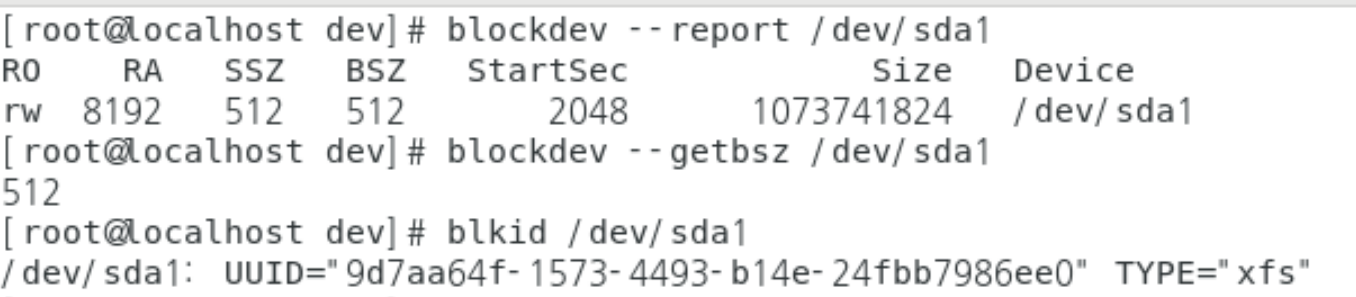 [root@localhost dev]# blockdev --report /dev/sda1
RO    RA   SSZ   BSZ   StartSec            Size   Device
rw  8192   512   512       2048      1073741824   /dev/sda1
[root@localhost dev]# blockdev --getbsz /dev/sda1
512
[root@localhost dev]# blkid /dev/sda1
/dev/sda1: UUID="9d7aa64f-1573-4493-b14e-24fbb7986ee0" TYPE="xfs"